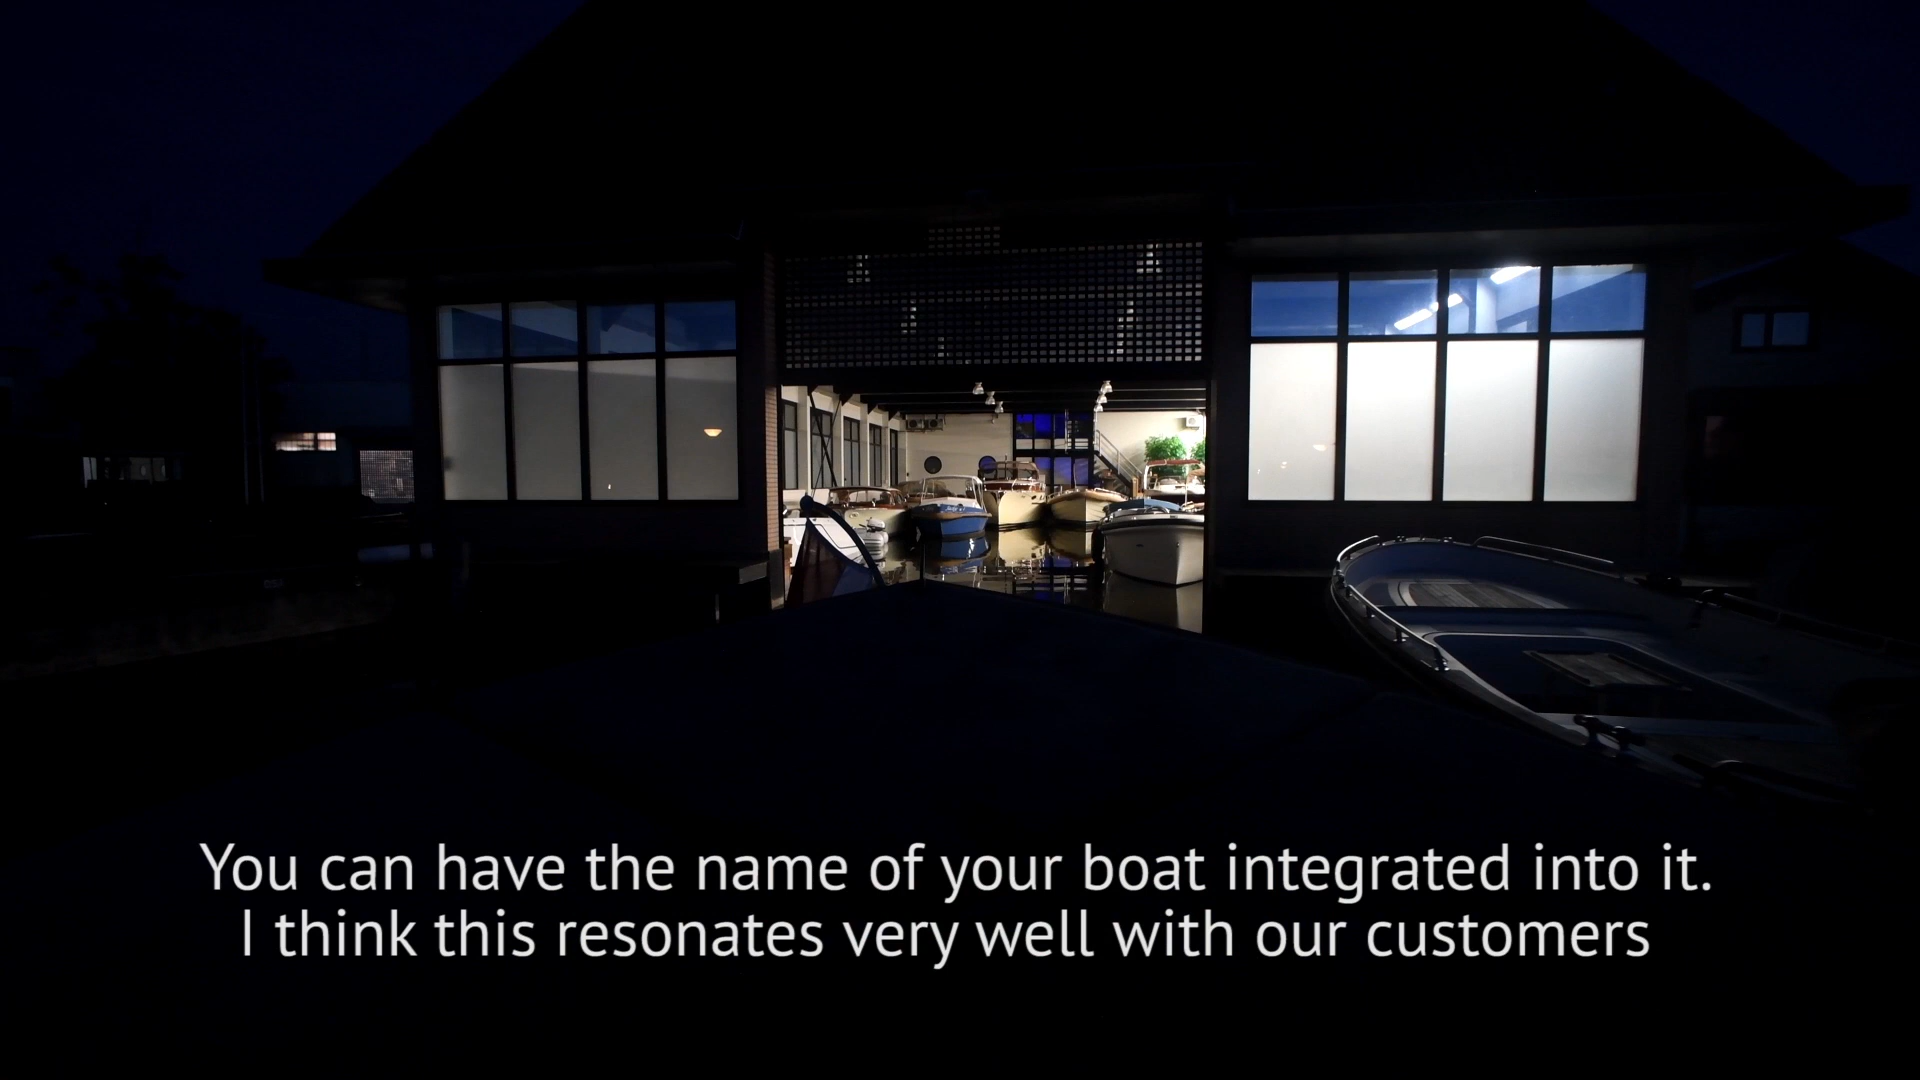 You can have the name of your boat integrated into it.
I think this resonates very well with our customers